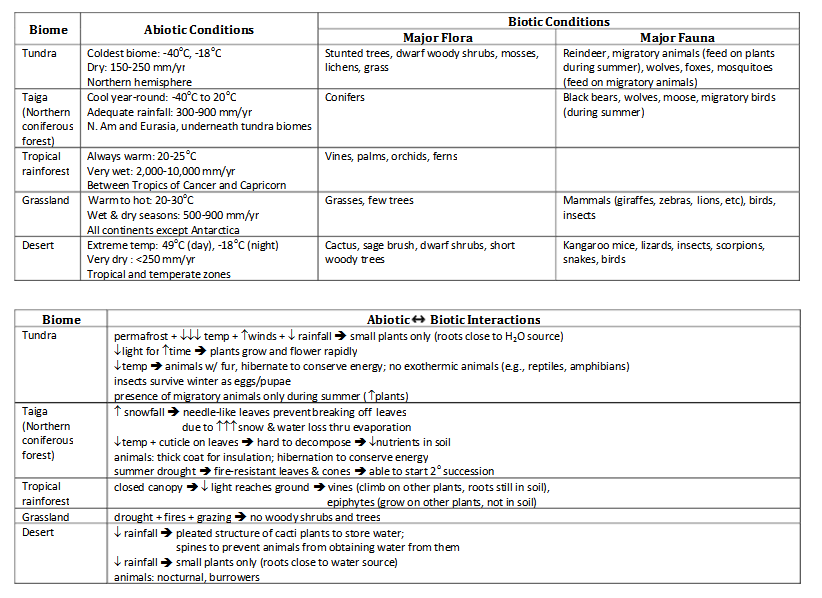 Biome Abiotic Conditions Biotic Conditions
Major Flora Major Fauna
Tundra
Coldest biome: -40°C, -18°C
Dry: 150-250 mm/yr
Northern hemisphere
Stunted trees, dwarf woody shrubs, mosses,
lichens, grass
Reindeer, migratory animals (feed on plants
during summer), wolves, foxes, mosquitoes
(feed on migratory animals)
Taiga
(Northern
coniferous
forest)
Cool year-round: -40°C to 20°C
Adequate rainfall: 300-900 mm/yr
N. Am and Eurasia, underneath tundra biomes
Conifers
Black bears, wolves, moose, migratory birds
(during summer)
Tropical
rainforest
Always warm: 20-25°C
Very wet: 2,000-10,000 mm/yr
Between Tropics of Cancer and Capricorn
Vines, palms, orchids, ferns
Grassland
Warm to hot: 20-30°C
Wet & dry seasons: 500-900 mm/yr
All continents except Antarctica
Grasses, few trees
Mammals (giraffes, zebras, lions, etc), birds,
insects
Desert
Extreme temp: 49°C (day), -18°C (night)
Very dry : <250 mm/yr
Tropical and temperate zones
Cactus, sage brush, dwarf shrubs, short
woody trees
Kangaroo mice, lizards, insects, scorpions,
snakes, birds
Biome Abiotic ↔ Biotic Interactions
Tundra
permafrost + ↓↓↓ temp + ↑winds + ↓ rainfall ➔ small plants only (roots close to H₂O source)
↓light for ↑time ➔ plants grow and flower rapidly
↓temp ➔ animals w/ fur, hibernate to conserve energy; no exothermic animals (e.g., reptiles, amphibians)
insects survive winter as eggs/pupae
presence of migratory animals only during summer (↑plants)
Taiga
(Northern
coniferous
forest)
↑ snowfall ➔ needle-like leaves prevent breaking off leaves
due to ↑↑↑ snow & water loss thru evaporation
↓temp + cuticle on leaves ➔ hard to decompose ➔ ↓nutrients in soil
animals: thick coat for insulation; hibernation to conserve energy
summer drought ➔ fire-resistant leaves & cones ➔ able to start 2° succession
Tropical
rainforest
closed canopy ➔ ↓ light reaches ground ➔ vines (climb on other plants, roots still in soil),
epiphytes (grow on other plants, not in soil)
Grassland
drought + fires + grazing ➔ no woody shrubs and trees
Desert
↓ rainfall ➔ pleated structure of cacti plants to store water;
spines to prevent animals from obtaining water from them
↓ rainfall ➔ small plants only (roots close to water source)
animals: nocturnal, burrowers